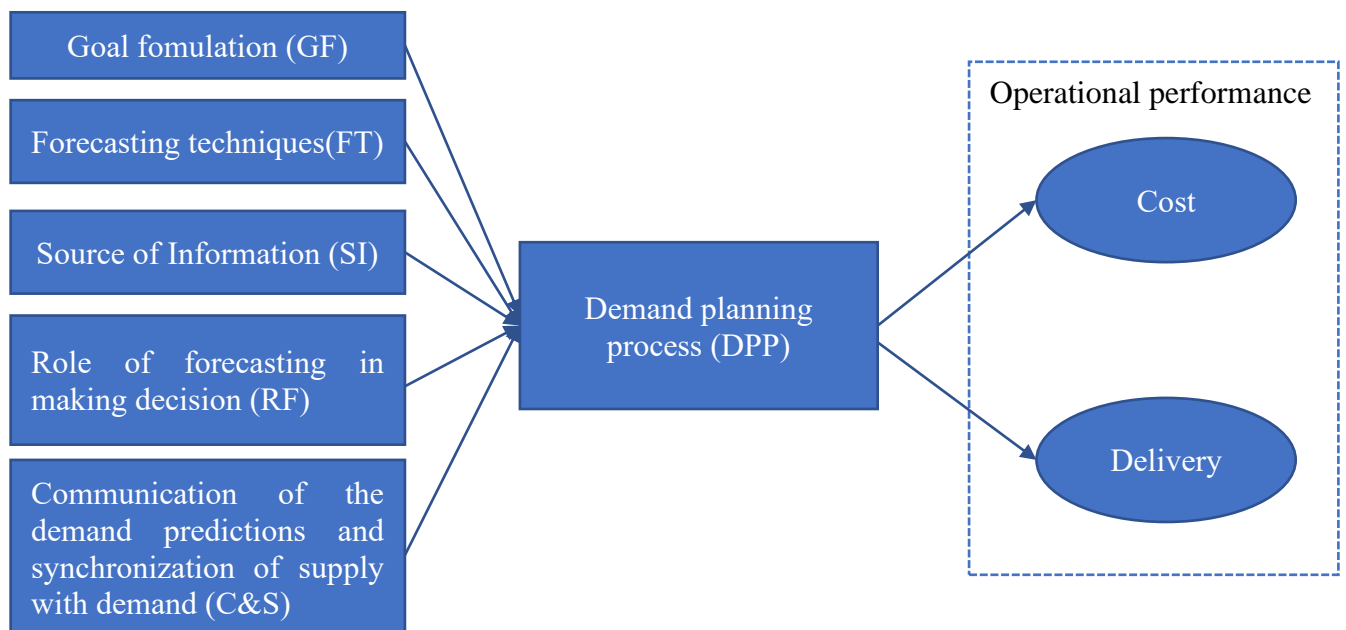 Goal fomulation (GF)
Forecasting techniques(FT)
Source of Information (SI)
Role of forecasting in
making decision (RF)
Communication of the
demand predictions and
synchronization of supply
with demand (C&S)
Demand planning
process (DPP)
Operational performance
Cost
Delivery